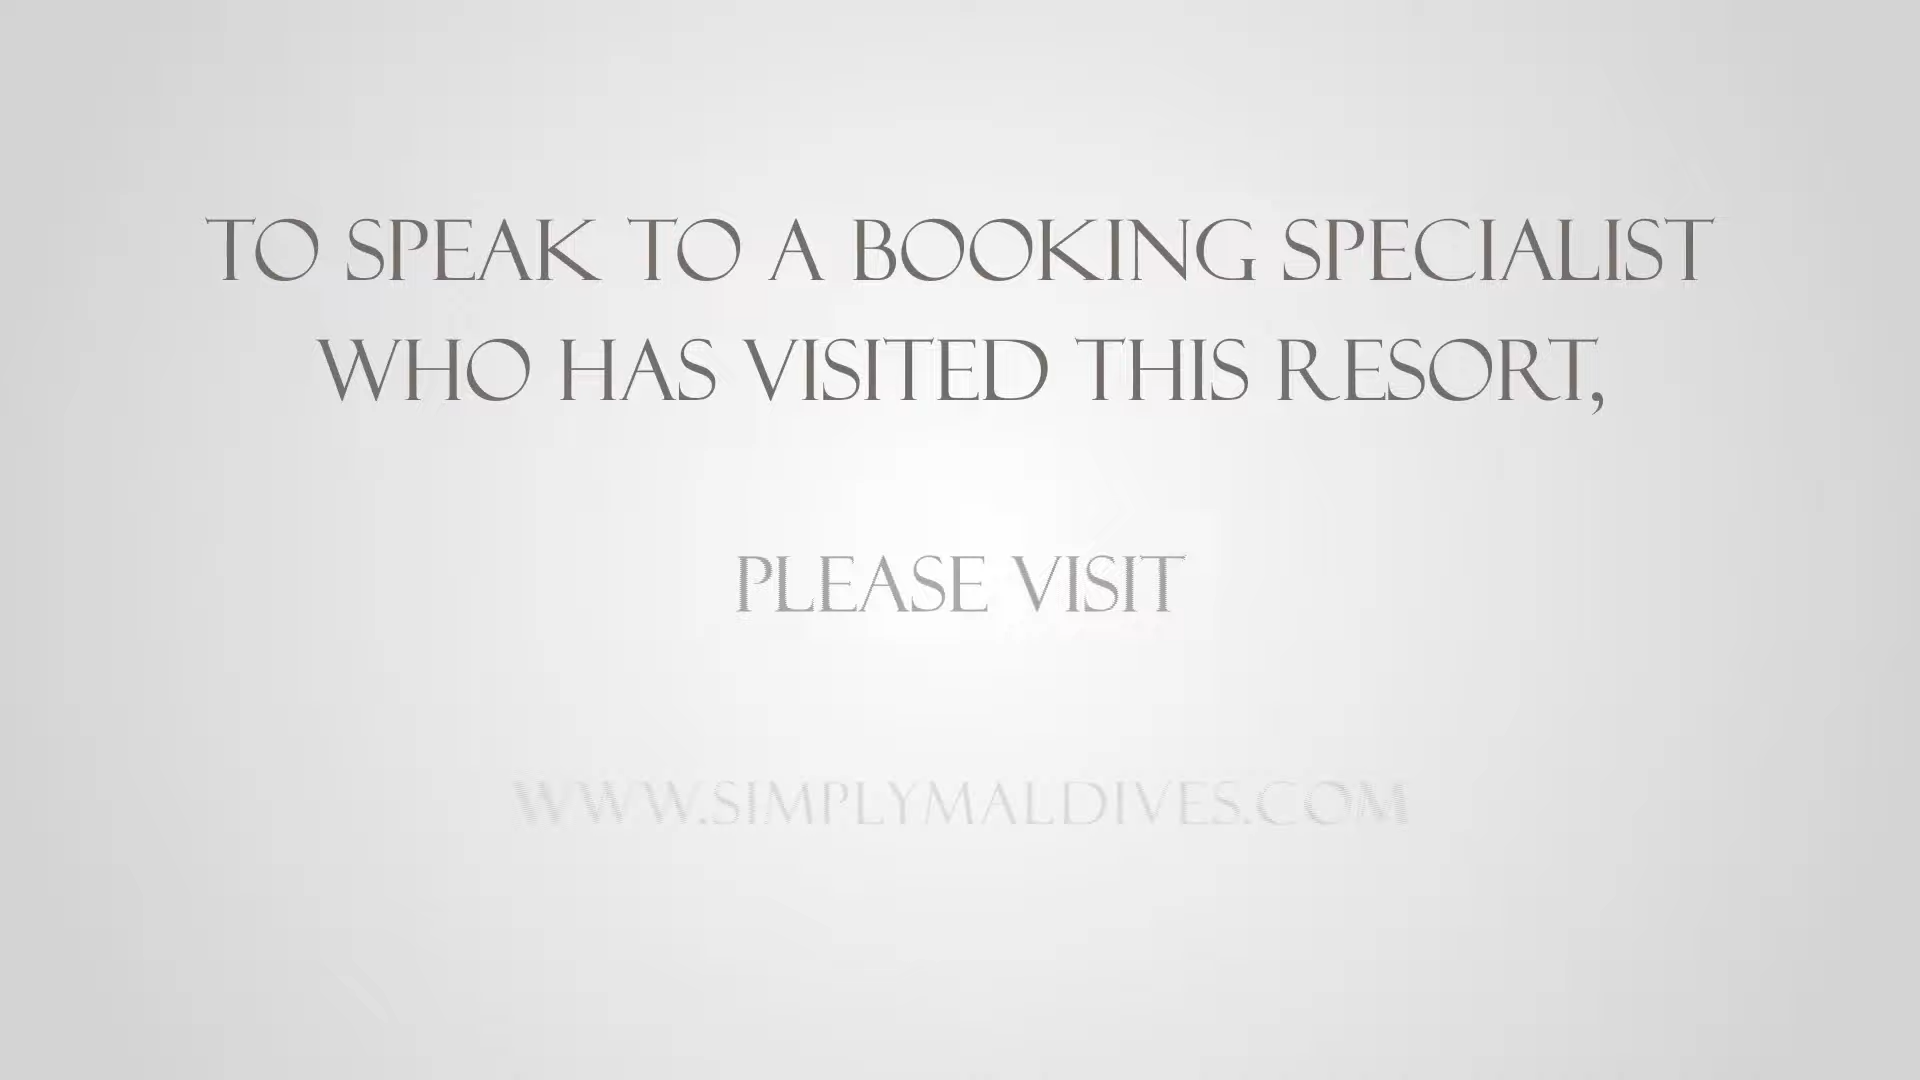 TO SPEAK TO A BOOKING SPECIALIST
WHO HAS VISITED THIS RESORT,
PLEASE VISIT
WWW.SIMPLYMALDIVES.COM